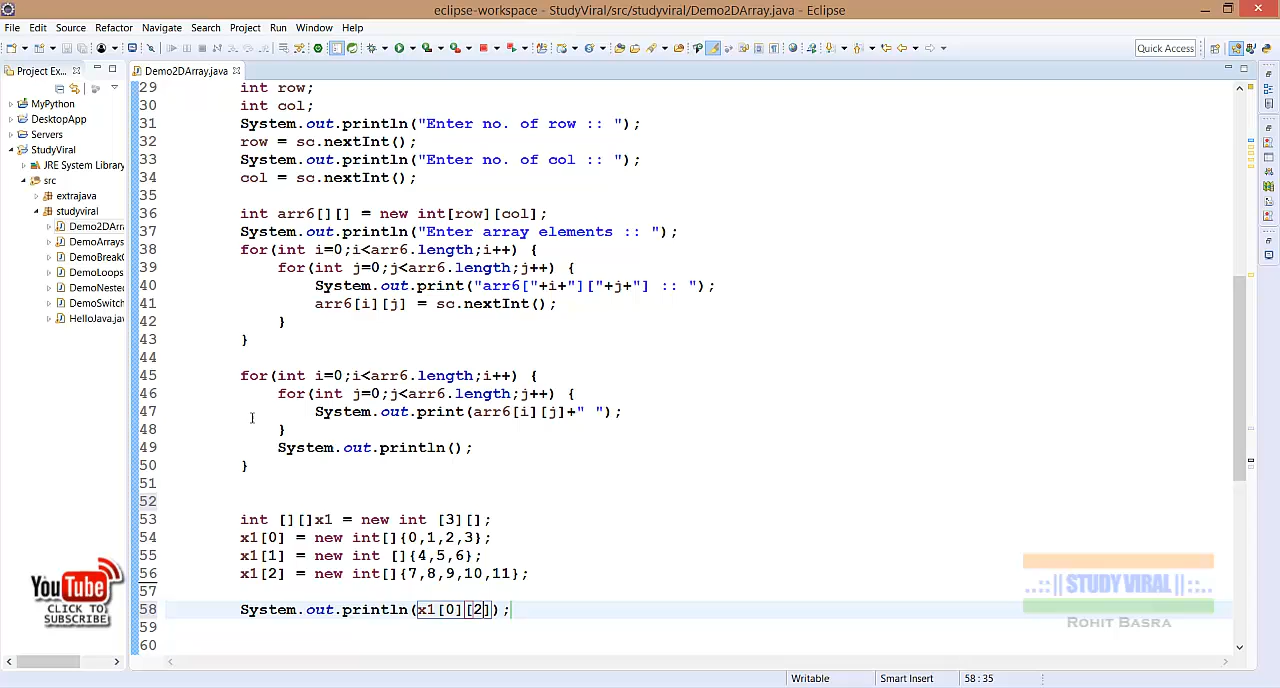 eclipse-workspace - StudyViral/src/studyviral/Demo2DArray.java - Eclipse
File Edit Source Refactor Navigate Search Project Run Window Help
Quick Access
Project Ex...
Demo2DArray.java
MyPython
DesktopApp
Servers
StudyViral
JRE System Library
src
extrajava
studyviral
Demo2DArra
DemoArrays
DemoBreakC
DemoLoops
DemoNeste
DemoSwitch
HelloJava.jav
29 int row;
30 int col;
31 System.out.println("Enter no. of row :: ");
32 row = sc.nextInt();
33 System.out.println("Enter no. of col :: ");
34 col = sc.nextInt();
35
36 int arr6[][] = new int[row][col];
37 System.out.println("Enter array elements :: ");
38 for(int i=0;i<arr6.length;i++) {
39 for(int j=0;j<arr6.length;j++) {
40 System.out.print("arr6["+i+"]["+j+"] :: ");
41 arr6[i][j] = sc.nextInt();
42 }
43 }
44
45 for(int i=0;i<arr6.length;i++) {
46 for(int j=0;j<arr6.length;j++) {
47 System.out.print(arr6[i][j]+" ");
48 }
49 System.out.println();
50 }
51
52
53 int [][]x1 = new int [3][];
54 x1[0] = new int[]{0,1,2,3};
55 x1[1] = new int []{4,5,6};
56 x1[2] = new int[]{7,8,9,10,11};
57
58 System.out.println(x1[0][2]);
59
60
You Tube
CLICK TO
SUBSCRIBE
..::|| STUDY VIRAL ||::..
ROHIT BASRA
Writable Smart Insert 58 : 35